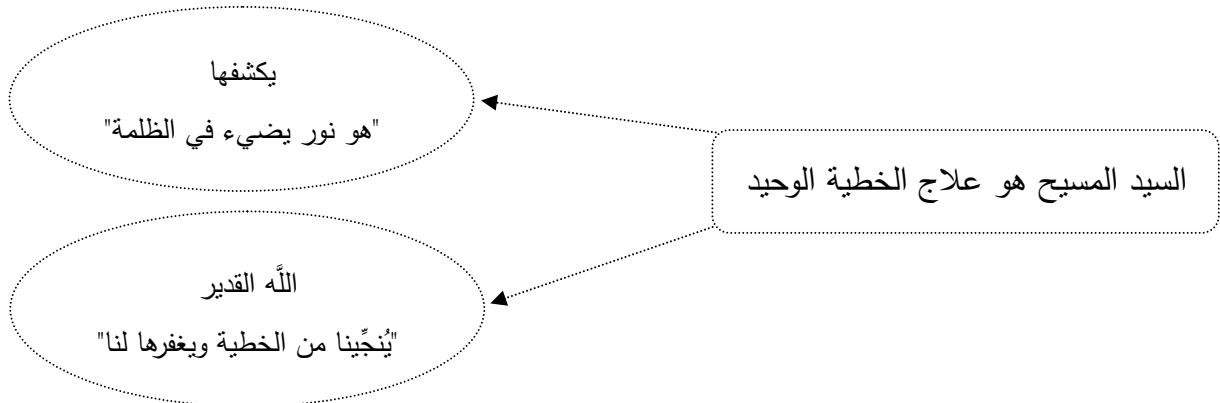 السيد المسيح هو علاج الخطية الوحيد
يكشفها
"هو نور يضيء في الظلمة"
اللَّه القدير
"يُنجِّينا من الخطية ويغفرها لنا"